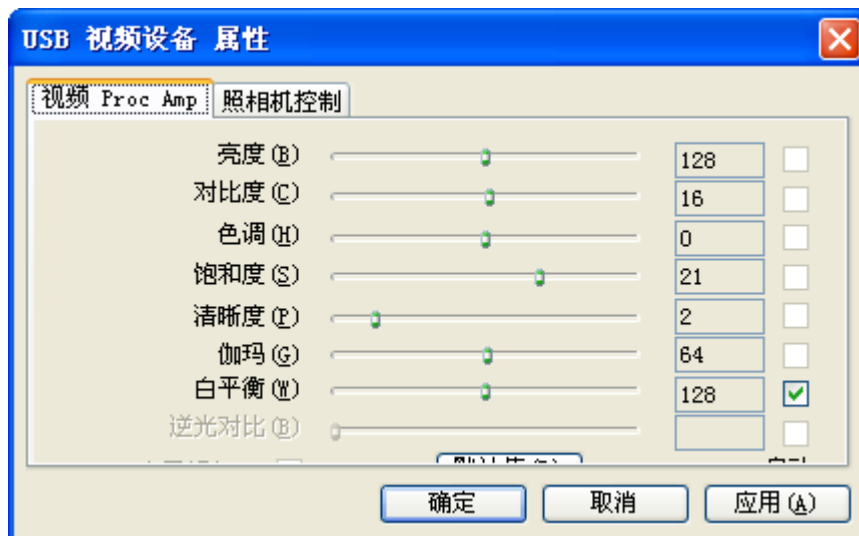 USB 视频设备 属性
视频 Proc Amp 照相机控制
亮度(B) 128
对比度(C) 16
色调(H) 0
饱和度(S) 21
清晰度(P) 2
伽玛(G) 64
白平衡(W) 128
逆光对比(B)
确定 取消 应用(A)